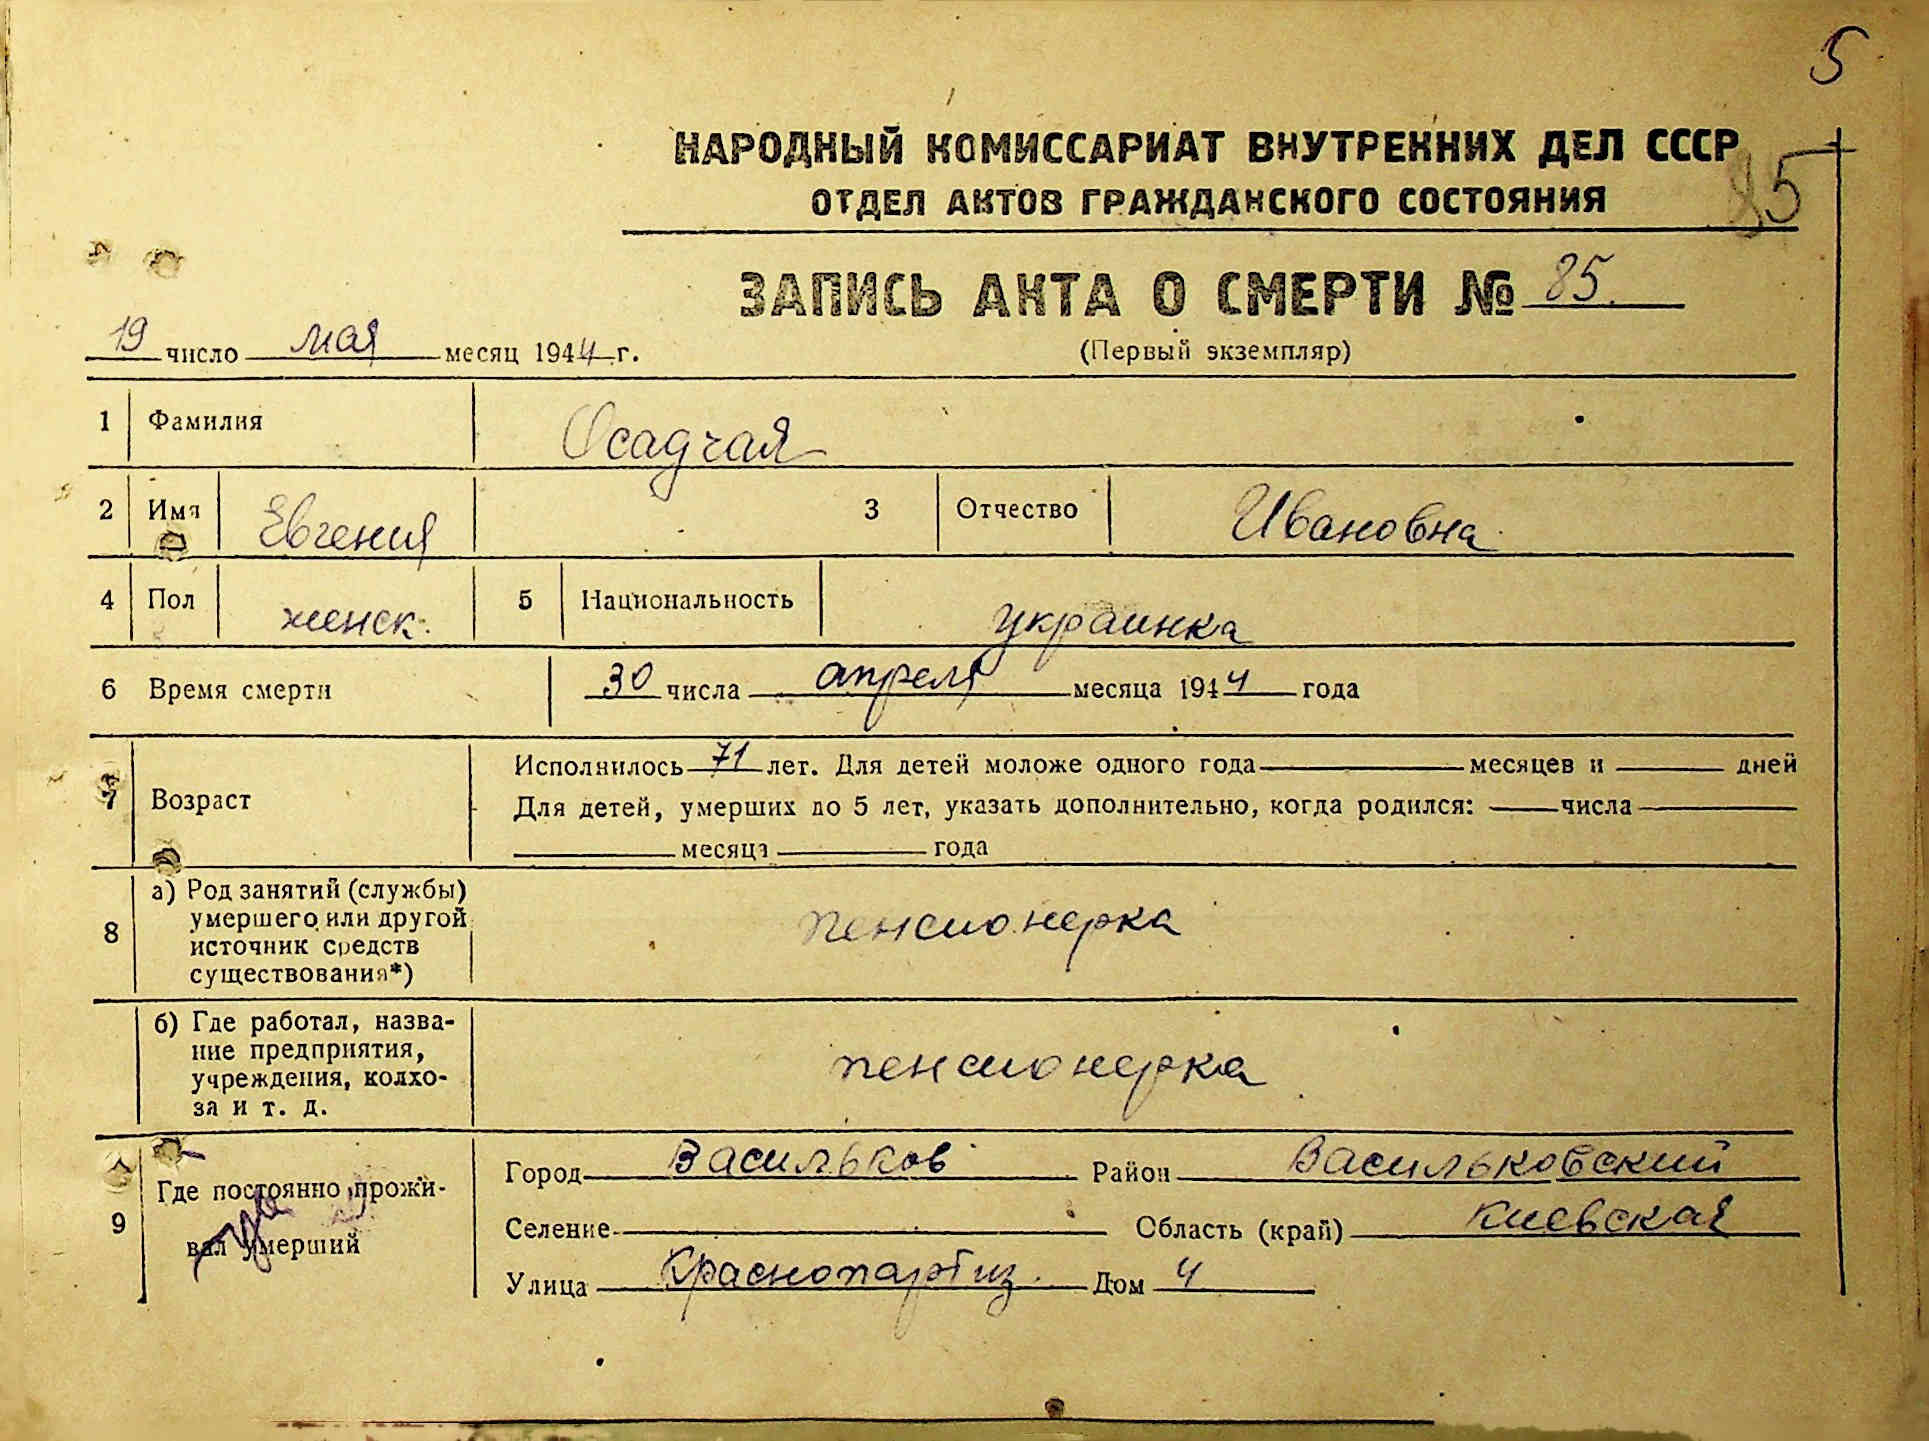 5
НАРОДНЫЙ КОМИССАРИАТ ВНУТРЕННИХ ДЕЛ СССР
85
ОТДЕЛ АКТОВ ГРАЖДАНСКОГО СОСТОЯНИЯ
ЗАПИСЬ АКТА О СМЕРТИ № 85.
19 число мая месяц 1944 г.
(Первый экземпляр)
1 Фамилия Осадчая
2 Имя Евгения 3 Отчество Ивановна
4 Пол женск. 5 Национальность украинка
6 Время смерти 30 числа апреля месяца 1944 года
7 Возраст
Исполнилось 71 лет. Для детей моложе одного года месяцев и дней
Для детей, умерших до 5 лет, указать дополнительно, когда родился: числа
месяца года
8 а) Род занятий (службы)
умершего или другой
источник средств
существования*)
пенсионерка
б) Где работал, назва-
ние предприятия,
учреждения, колхо-
за и т. д.
пенсионерка
9 Где постоянно прожи-
вал умерший
Город Васильков Район Васильковский
Селение Область (край) Киевская
Улица Краснопартиз. Дом 4